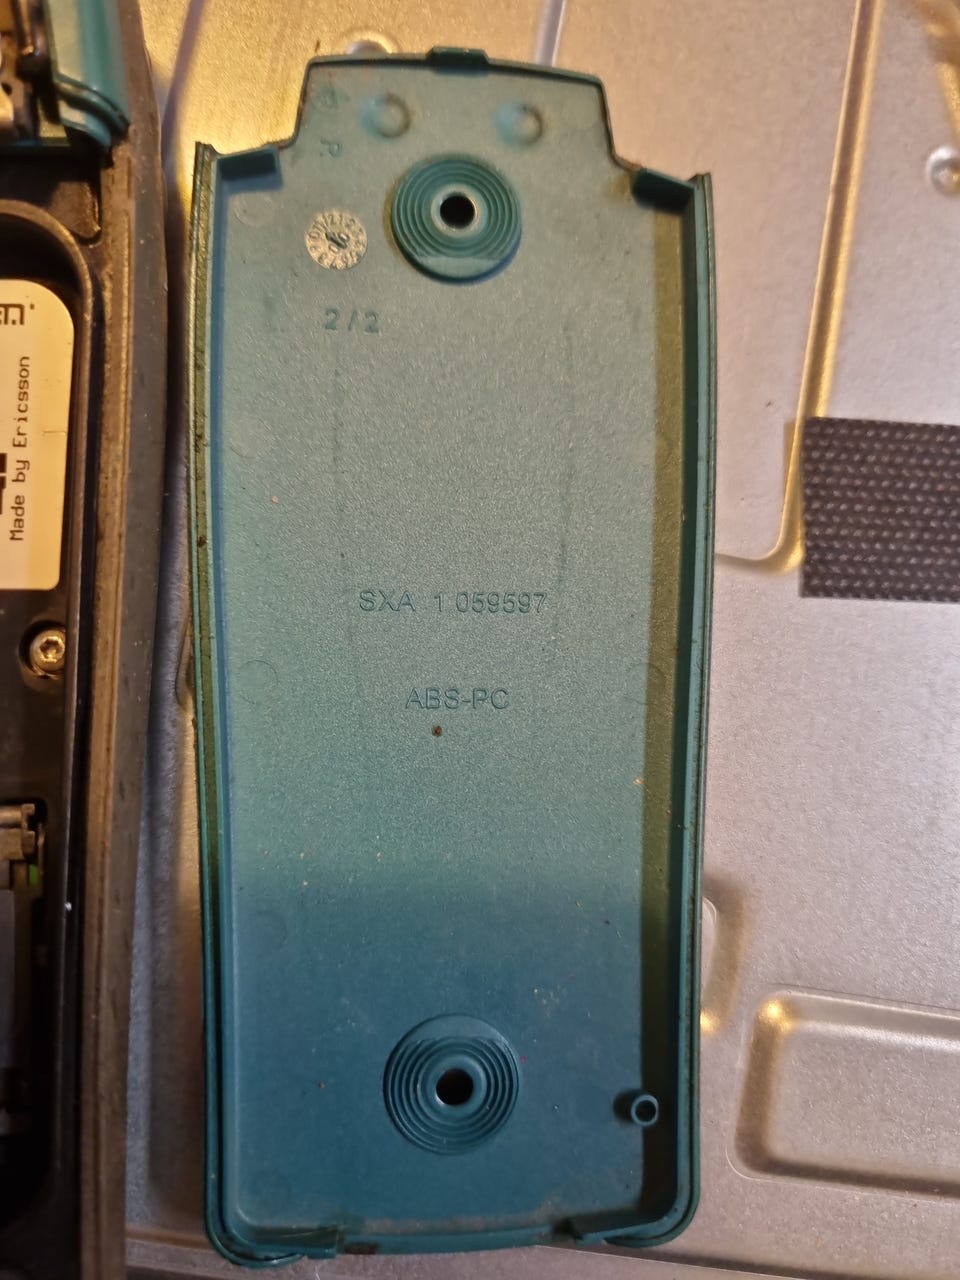 R
2/2
SXA 1 059597
ABS-PC
Made by Ericsson